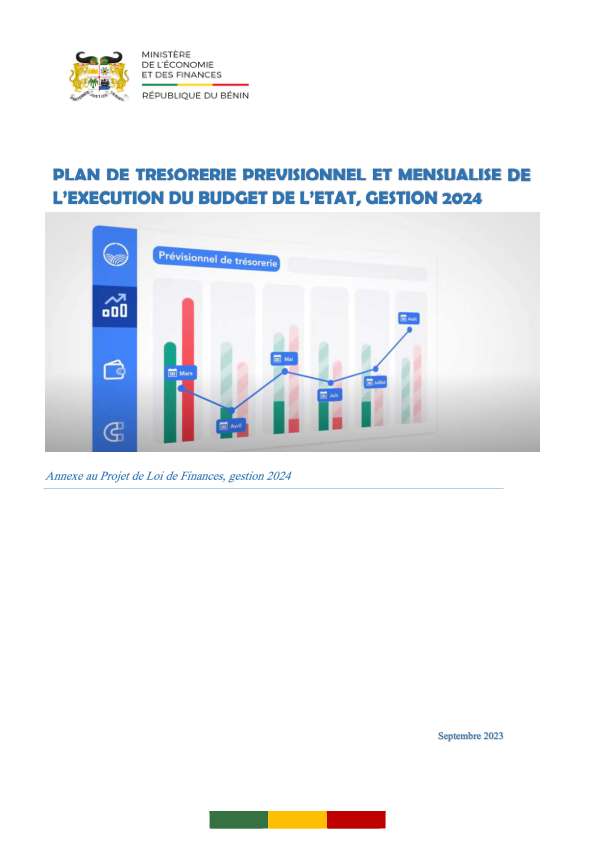 MINISTÈRE
DE L'ÉCONOMIE
ET DES FINANCES
RÉPUBLIQUE DU BÉNIN
PLAN DE TRESORERIE PREVISIONNEL ET MENSUALISE DE
L'EXECUTION DU BUDGET DE L'ETAT, GESTION 2024
Prévisionnel de trésorerie
Août
Mai
Mars
Juin
Juillet
Avril
Annexe au Projet de Loi de Finances, gestion 2024
Septembre 2023